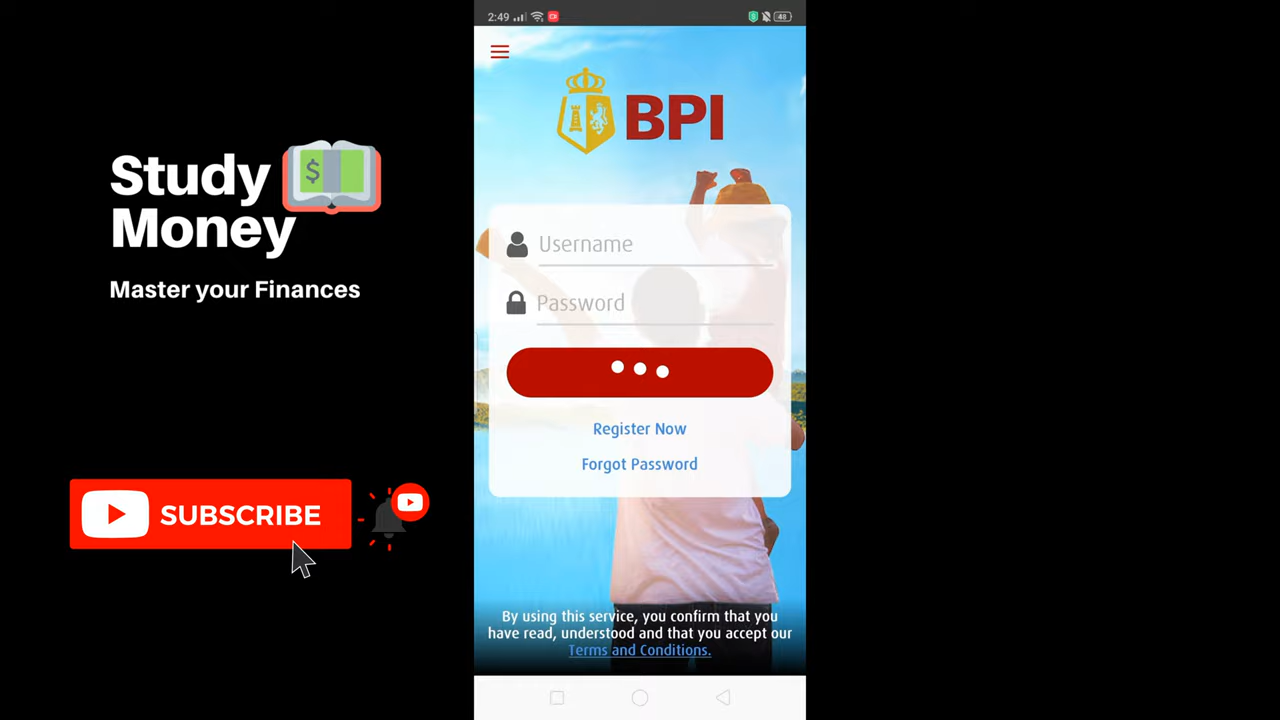 2:49
48
BPI
Study
Money
Master your Finances
Username
Password
Register Now
Forgot Password
SUBSCRIBE
By using this service, you confirm that you
have read, understood and that you accept our
Terms and Conditions.